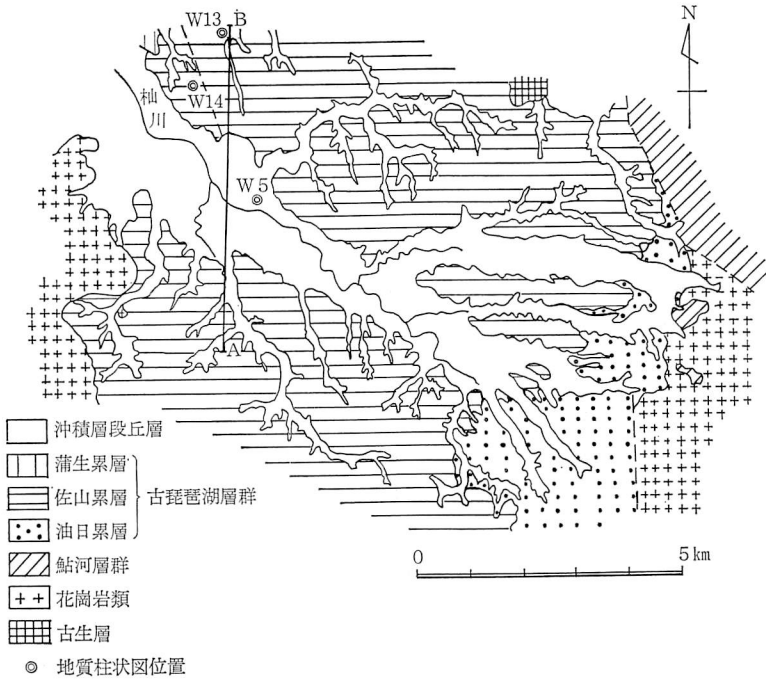 W13 B
N
W14
杣川
W5
A
沖積層段丘層
蒲生累層
佐山累層
油日累層
古琵琶湖層群
鮎河層群
花崗岩類
古生層
地質柱状図位置
0 5km